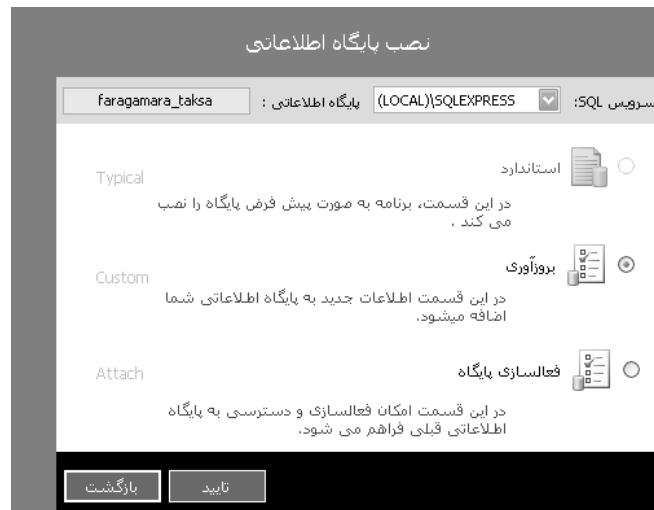 نصب پایگاه اطلاعاتی
سرویس SQL: (LOCAL)\SQLEXPRESS پایگاه اطلاعاتی : faragamara_taksa
استاندارد
Typical
در این قسمت، برنامه به صورت پیش فرض پایگاه را نصب
می کند .
بروزآوری
Custom
در این قسمت اطلاعات جدید به پایگاه اطلاعاتی شما
اضافه میشود.
فعالسازی پایگاه
Attach
در این قسمت امکان فعالسازی و دسترسی به پایگاه
اطلاعاتی قبلی فراهم می شود.
تایید
بازگشت